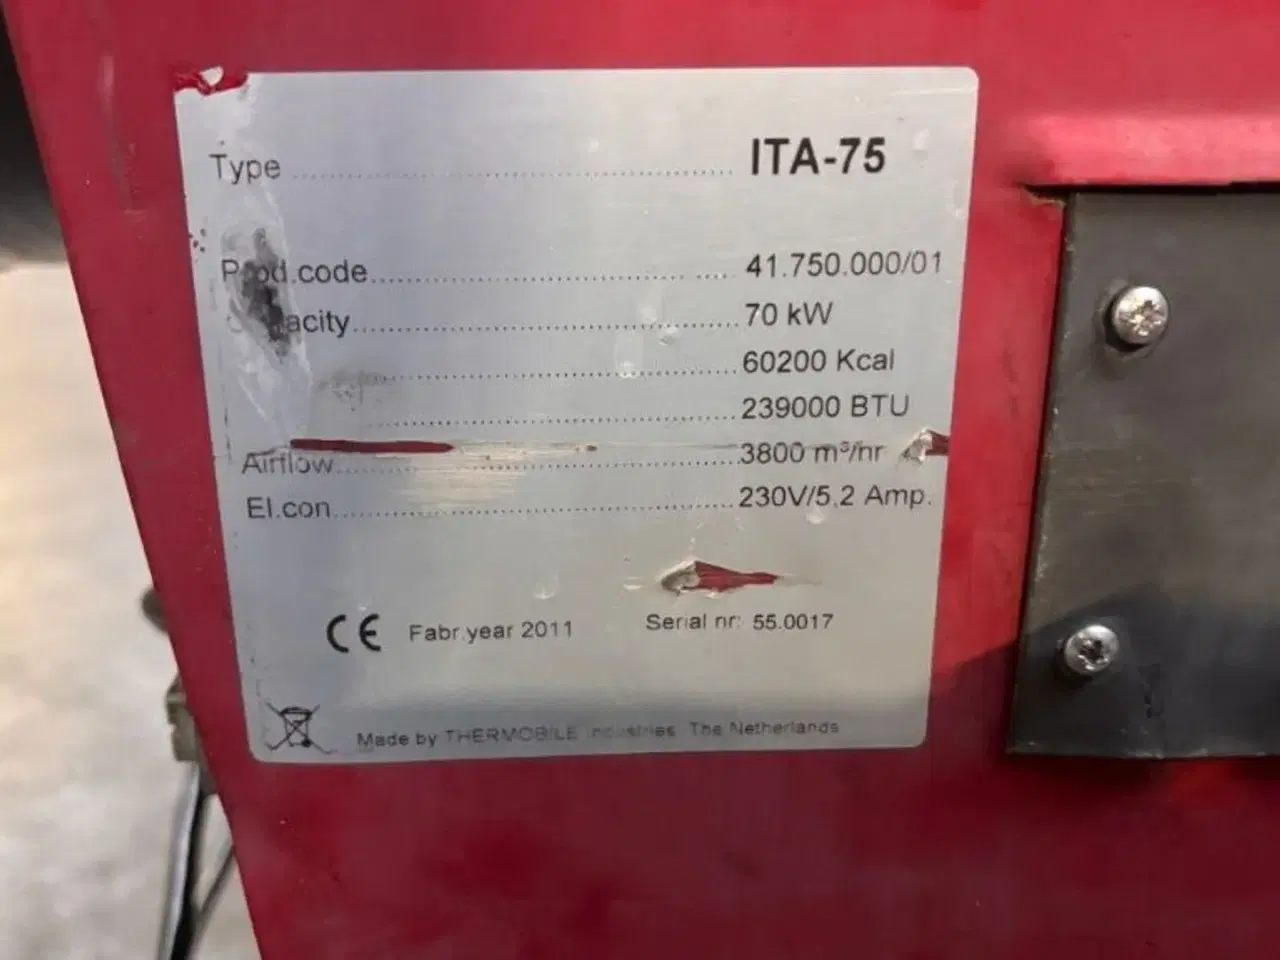 Type ITA-75
Prod.code 41.750.000/01
70 kW
60200 Kcal
239000 BTU
Airflow 3800 m³/hr
El.con 230V/5,2 Amp.
CE Fabr.year 2011 Serial nr: 55.0017
Made by THERMOBILE Industries The Netherlands